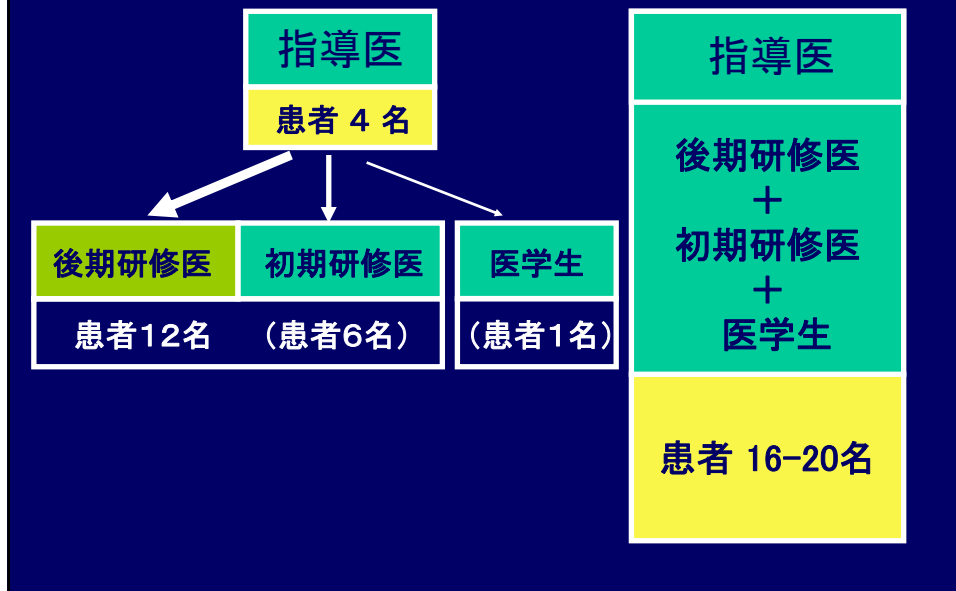 指導医
患者 4 名
後期研修医
初期研修医
医学生
患者12名
(患者6名)
(患者1名)
指導医
後期研修医
+
初期研修医
+
医学生
患者 16-20名